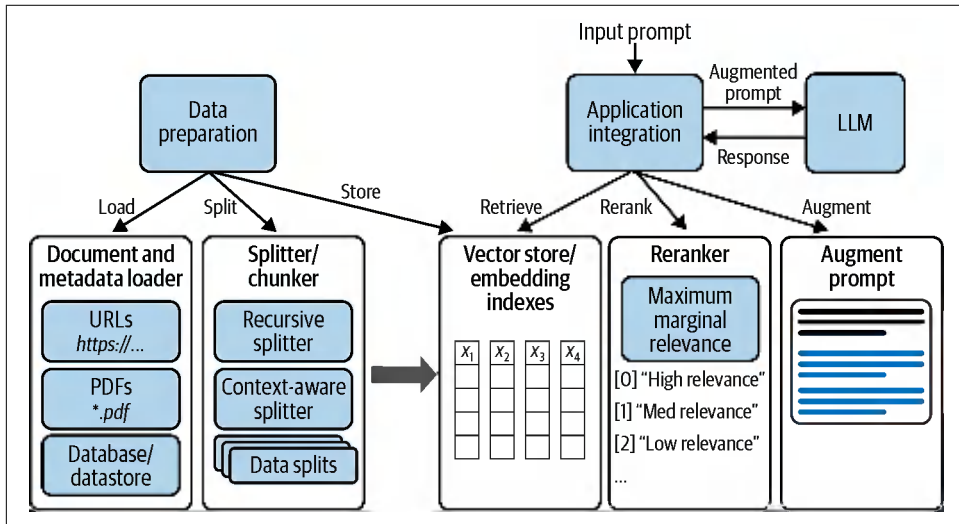 Input prompt
Data
preparation
Application
integration
Augmented
prompt
Response
LLM
Load
Split
Store
Retrieve
Rerank
Augment
Document and
metadata loader
URLs
https://...
PDFs
*.pdf
Database/
datastore
Splitter/
chunker
Recursive
splitter
Context-aware
splitter
Data splits
Vector store/
embedding
indexes
X1 X2 X3 X4
Reranker
Maximum
marginal
relevance
[0] “High relevance”
[1] “Med relevance”
[2] “Low relevance”
...
Augment
prompt